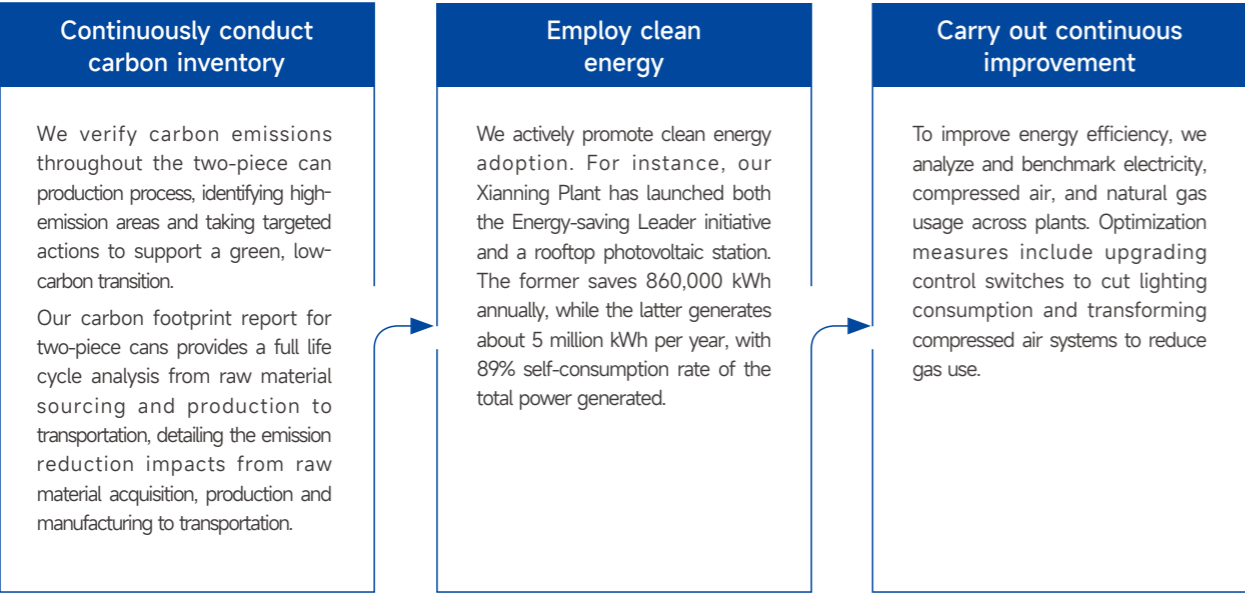 Continuously conduct
carbon inventory
We verify carbon emissions
throughout the two-piece can
production process, identifying high-
emission areas and taking targeted
actions to support a green, low-
carbon transition.
Our carbon footprint report for
two-piece cans provides a full life
cycle analysis from raw material
sourcing and production to
transportation, detailing the emission
reduction impacts from raw
material acquisition, production and
manufacturing to transportation.
Employ clean
energy
We actively promote clean energy
adoption. For instance, our
Xianning Plant has launched both
the Energy-saving Leader initiative
and a rooftop photovoltaic station.
The former saves 860,000 kWh
annually, while the latter generates
about 5 million kWh per year, with
89% self-consumption rate of the
total power generated.
Carry out continuous
improvement
To improve energy efficiency, we
analyze and benchmark electricity,
compressed air, and natural gas
usage across plants. Optimization
measures include upgrading
control switches to cut lighting
consumption and transforming
compressed air systems to reduce
gas use.